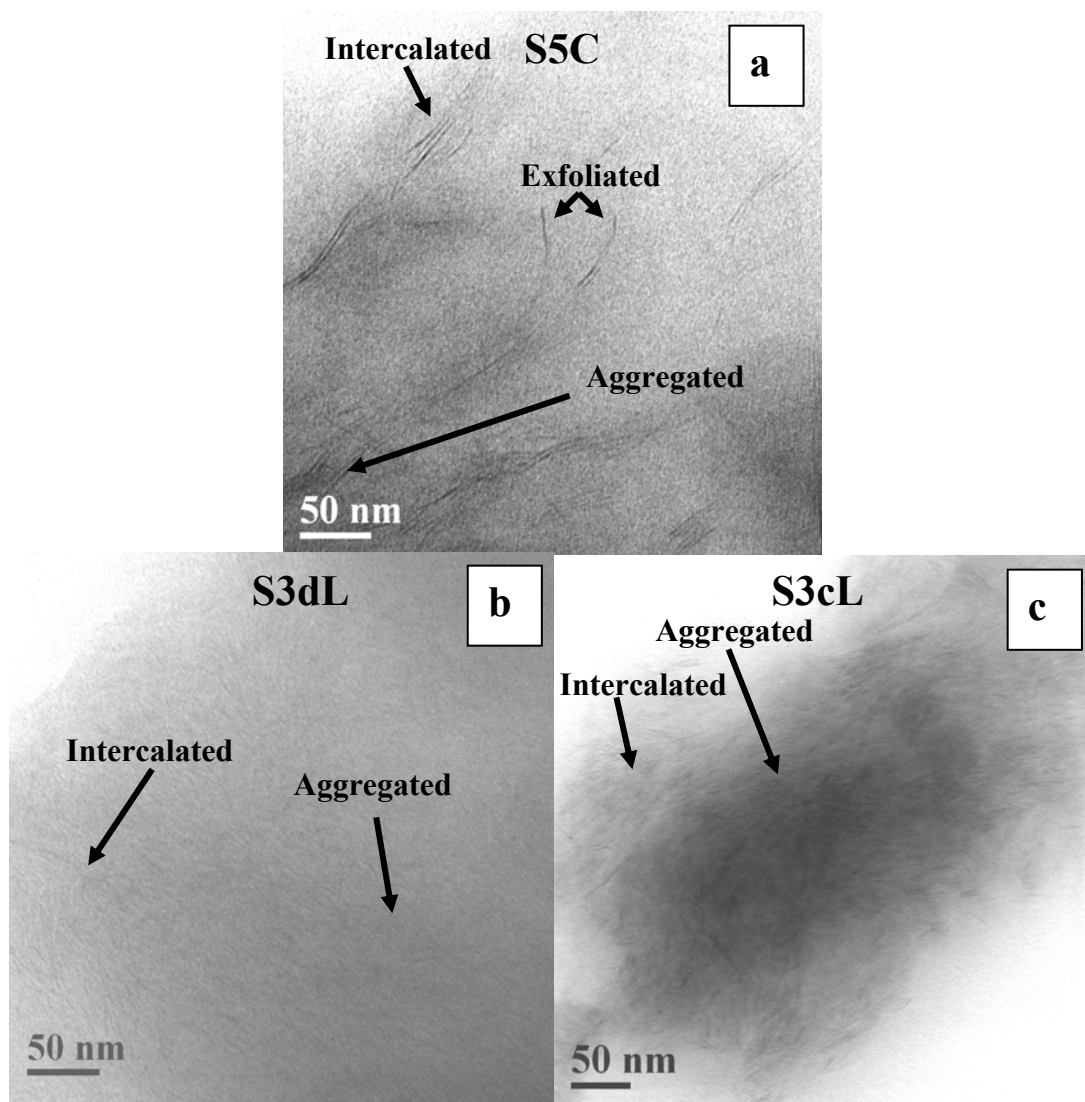 Intercalated
S5C
a
Exfoliated
Aggregated
50 nm
S3dL
b
Intercalated
Aggregated
50 nm
S3cL
c
Aggregated
Intercalated
50 nm